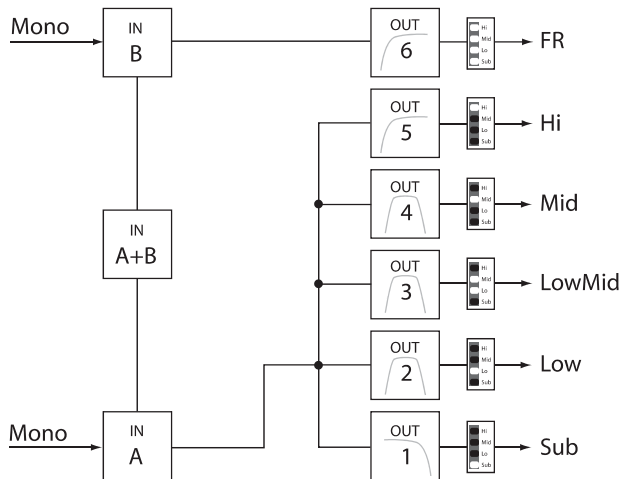 Mono
IN
B
OUT
6
Hi
Mid
Lo
Sub
FR
OUT
5
Hi
Mid
Lo
Sub
Hi
OUT
4
Hi
Mid
Lo
Sub
Mid
IN
A+B
OUT
3
Hi
Mid
Lo
Sub
LowMid
OUT
2
Hi
Mid
Lo
Sub
Low
Mono
IN
A
OUT
1
Hi
Mid
Lo
Sub
Sub